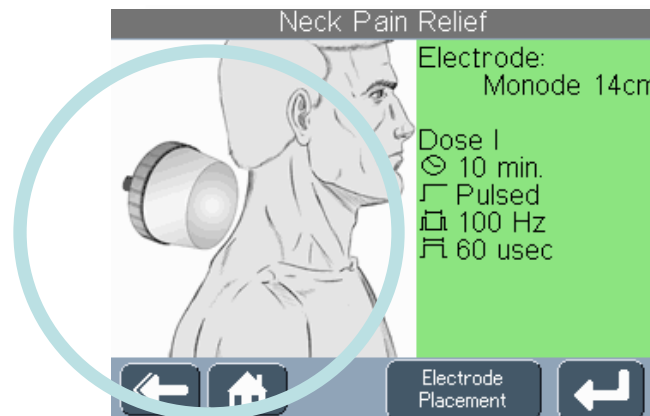 Neck Pain Relief
Electrode:
Monode 14cm
Dose I
10 min.
Pulsed
100 Hz
60 usec
Electrode
Placement